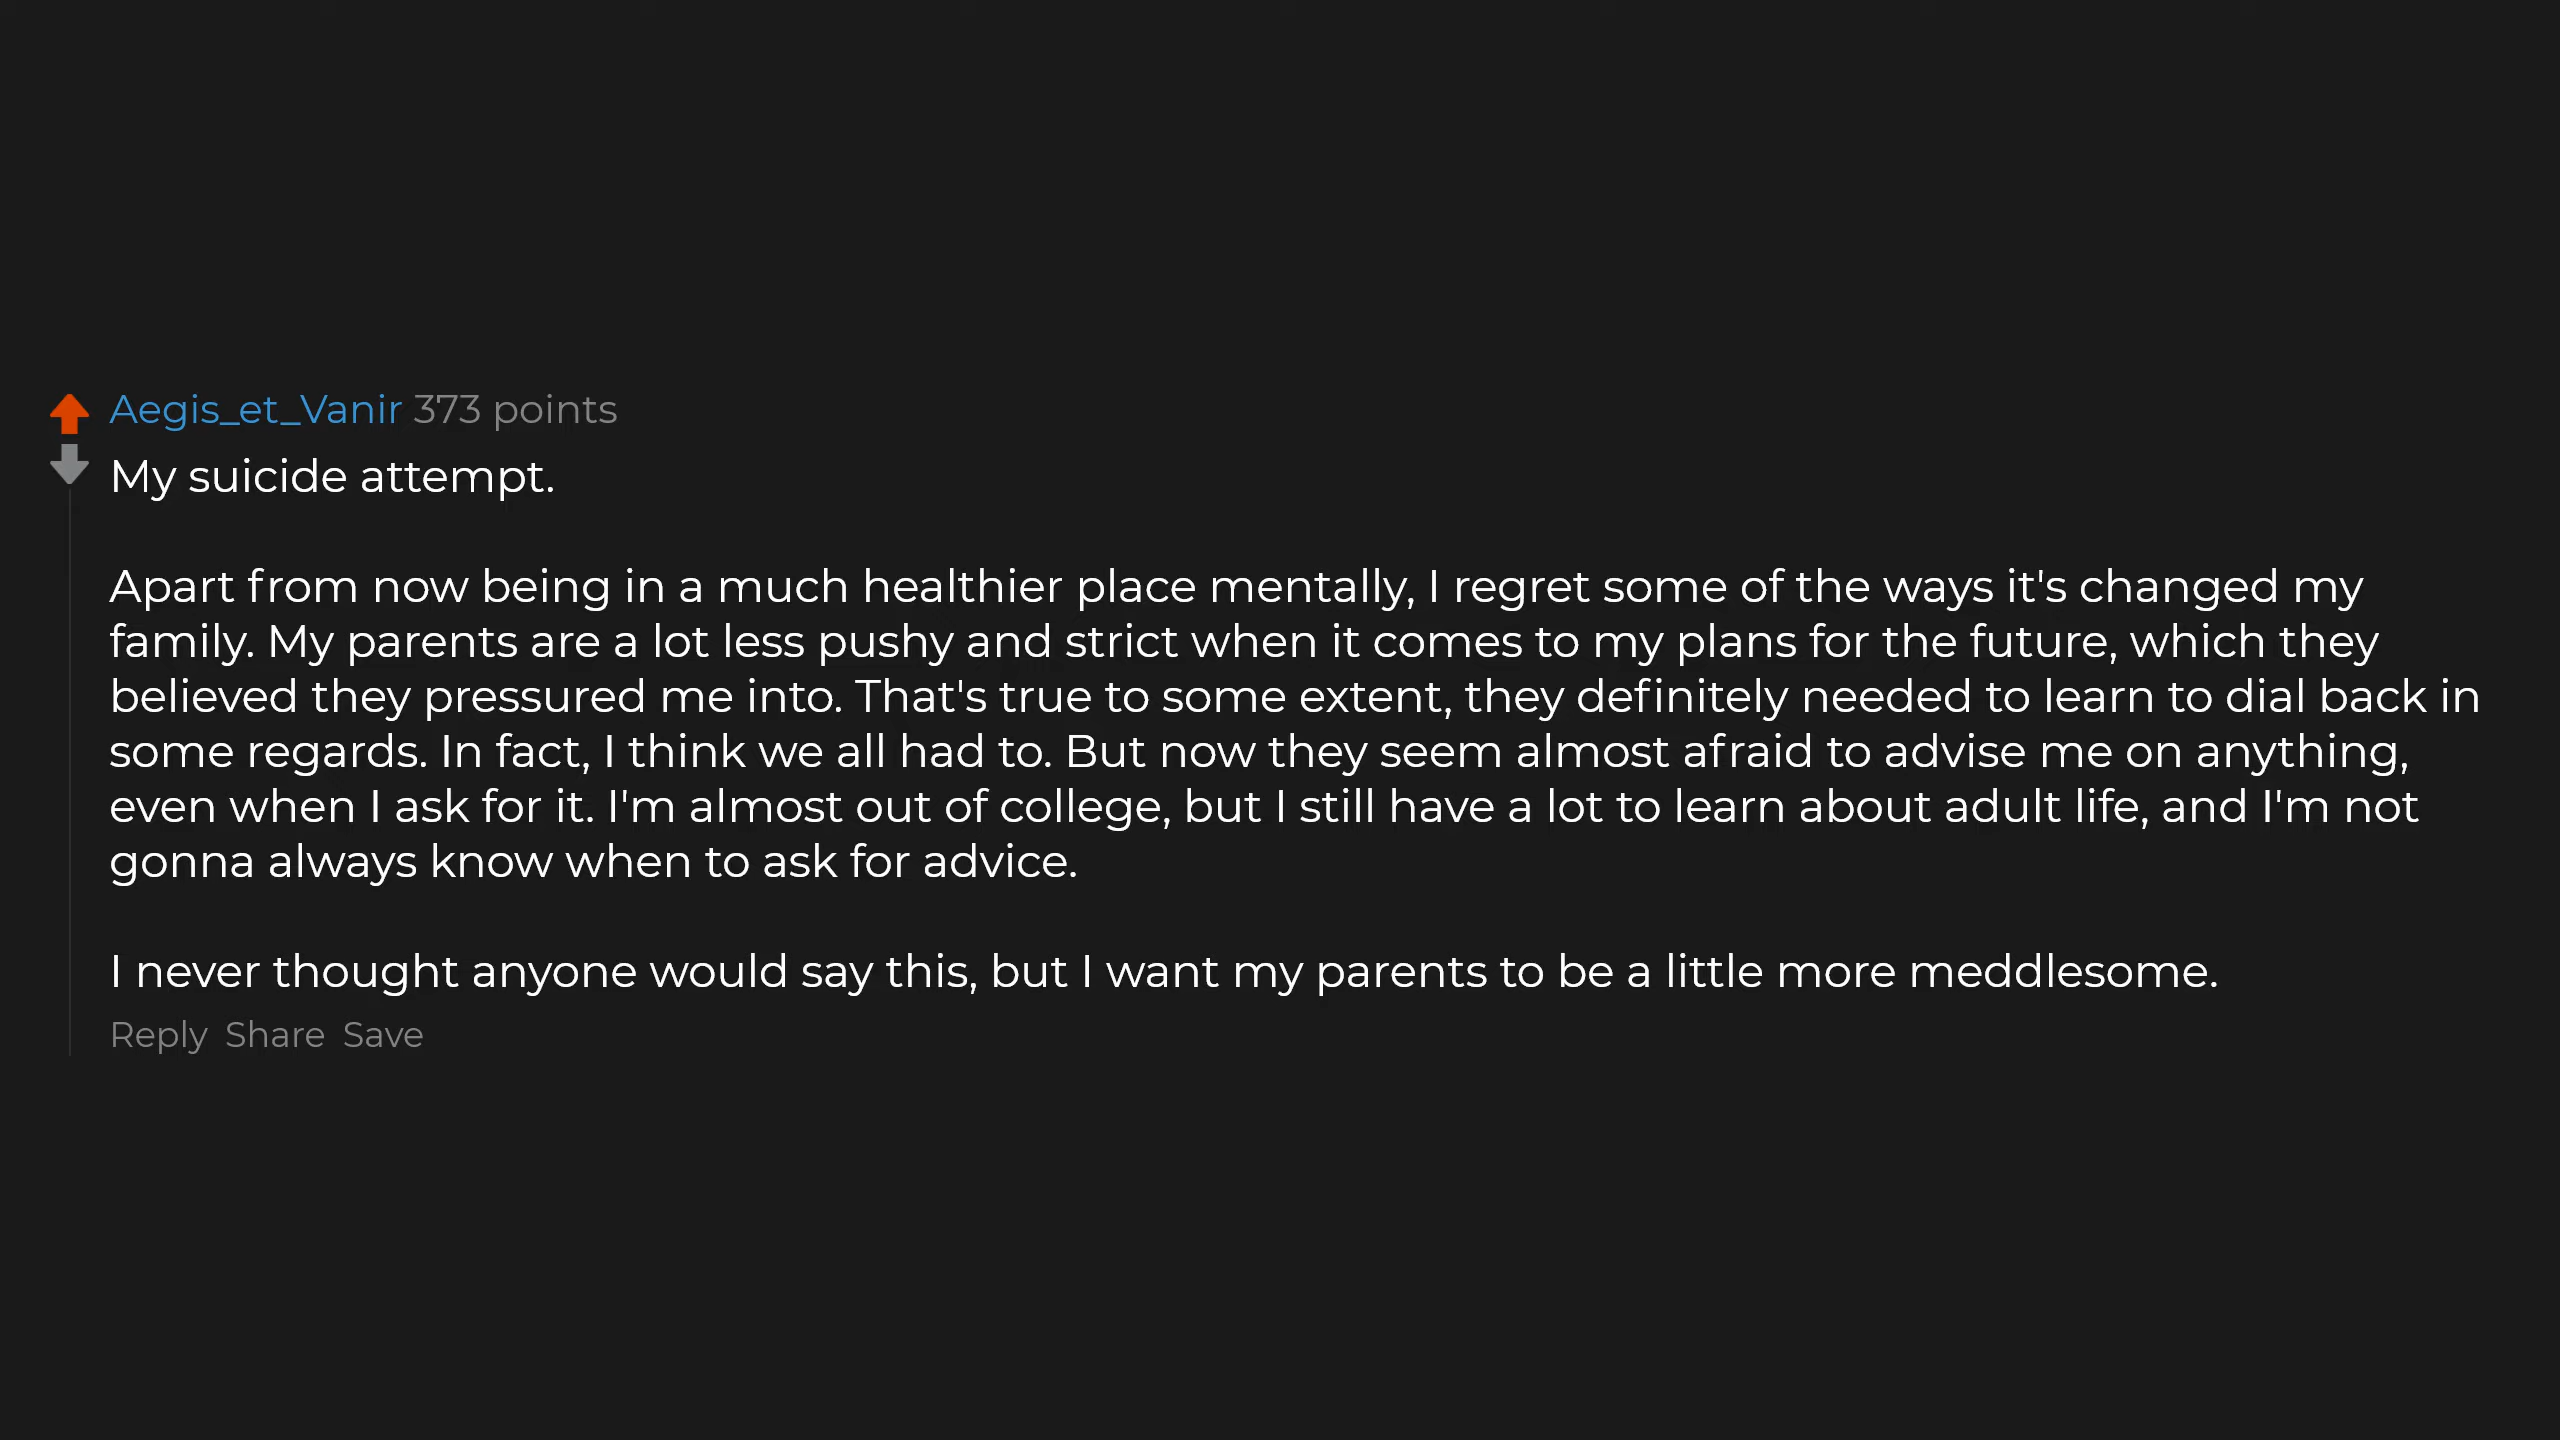 Aegis_et_Vanir 373 points
My suicide attempt.
Apart from now being in a much healthier place mentally, I regret some of the ways it's changed my
family. My parents are a lot less pushy and strict when it comes to my plans for the future, which they
believed they pressured me into. That's true to some extent, they definitely needed to learn to dial back in
some regards. In fact, I think we all had to. But now they seem almost afraid to advise me on anything,
even when I ask for it. I'm almost out of college, but I still have a lot to learn about adult life, and I'm not
gonna always know when to ask for advice.
I never thought anyone would say this, but I want my parents to be a little more meddlesome.
Reply Share Save